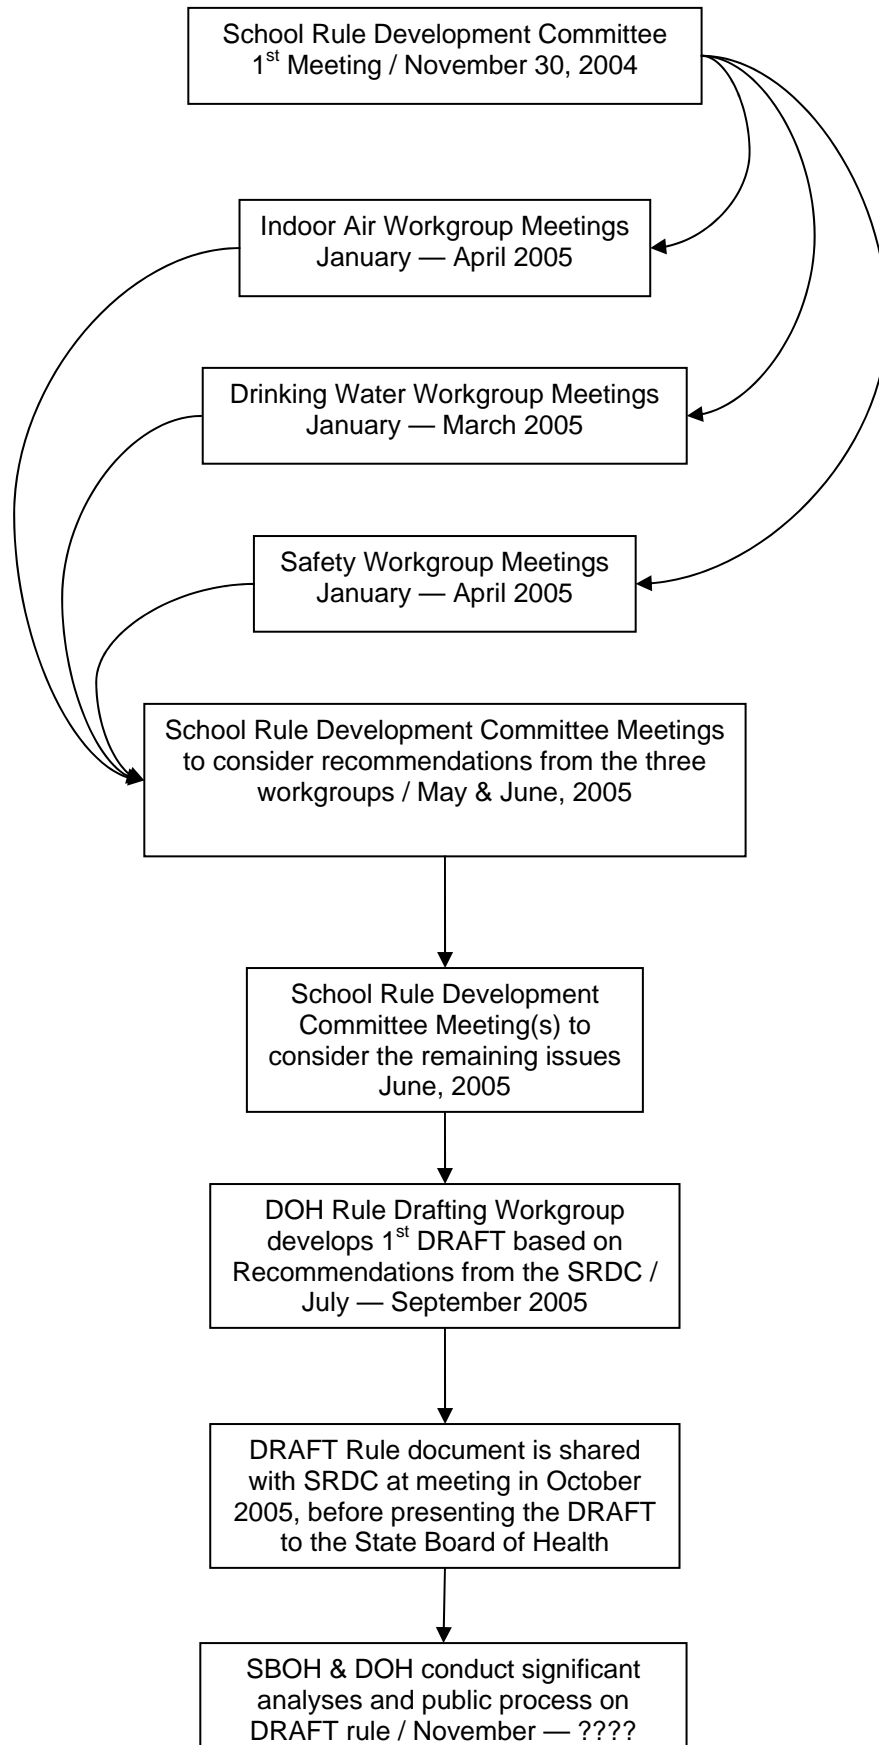 School Rule Development Committee
1st Meeting / November 30, 2004
Indoor Air Workgroup Meetings
January — April 2005
Drinking Water Workgroup Meetings
January — March 2005
Safety Workgroup Meetings
January — April 2005
School Rule Development Committee Meetings
to consider recommendations from the three
workgroups / May & June, 2005
School Rule Development
Committee Meeting(s) to
consider the remaining issues
June, 2005
DOH Rule Drafting Workgroup
develops 1st DRAFT based on
Recommendations from the SRDC /
July — September 2005
DRAFT Rule document is shared
with SRDC at meeting in October
2005, before presenting the DRAFT
to the State Board of Health
SBOH & DOH conduct significant
analyses and public process on
DRAFT rule / November — ????